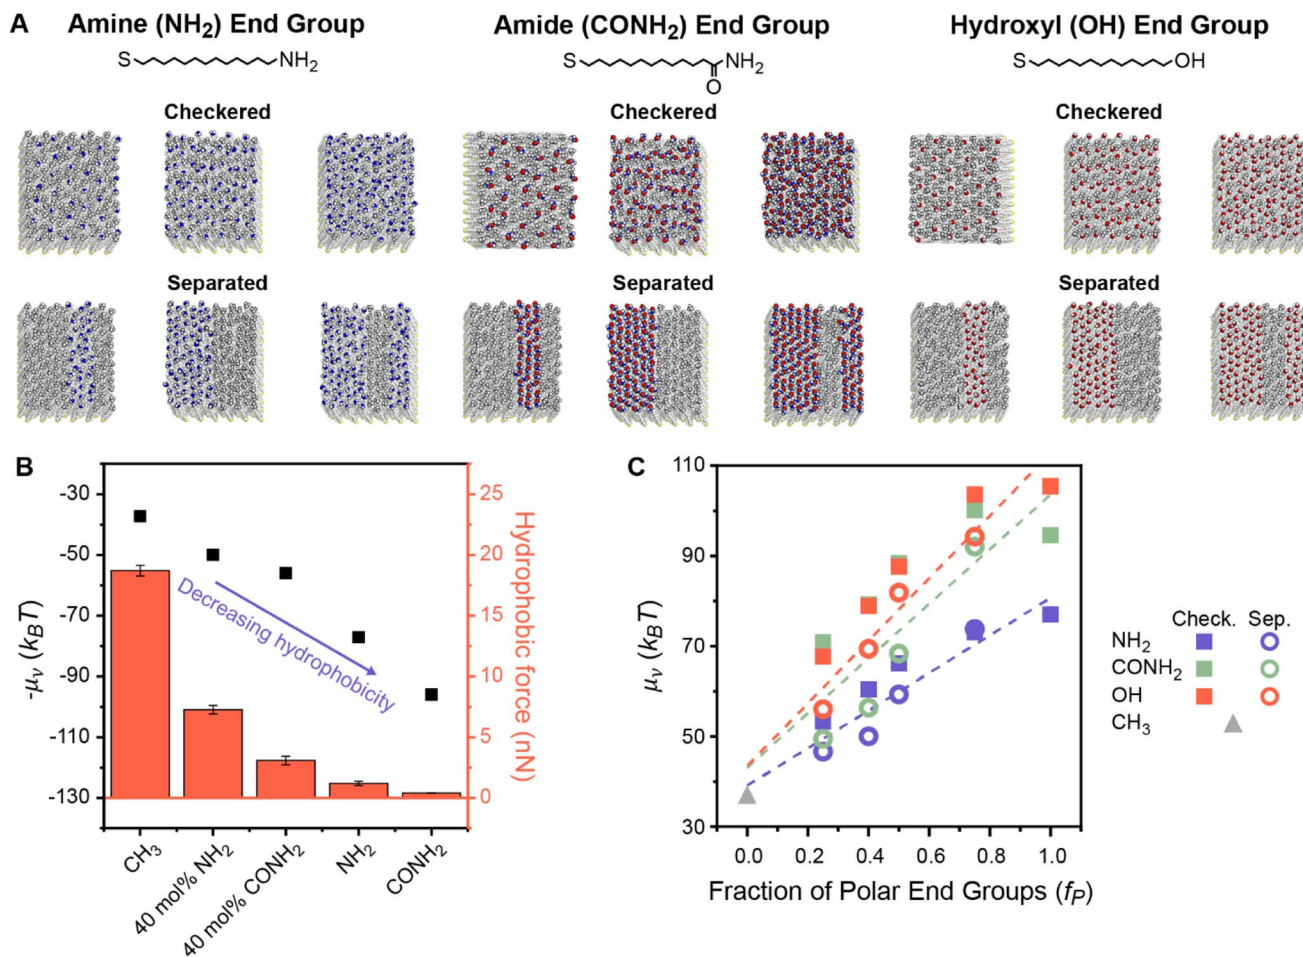 A
Amine (NH₂) End Group
Amide (CONH₂) End Group
Hydroxyl (OH) End Group
S NH₂
S NH₂
O
S OH
Checkered
Checkered
Checkered
Separated
Separated
Separated
B
-μᵥ (k_BT)
-30
-50
-70
-90
-110
-130
25
20
15
10
5
0
Hydrophobic force (nN)
Decreasing hydrophobicity
CH₃
40 mol% NH₂
40 mol% CONH₂
NH₂
CONH₂
C
μᵥ (k_BT)
110
90
70
50
30
0.0 0.2 0.4 0.6 0.8 1.0
Fraction of Polar End Groups (f_P)
Check. Sep.
NH₂
CONH₂
OH
CH₃